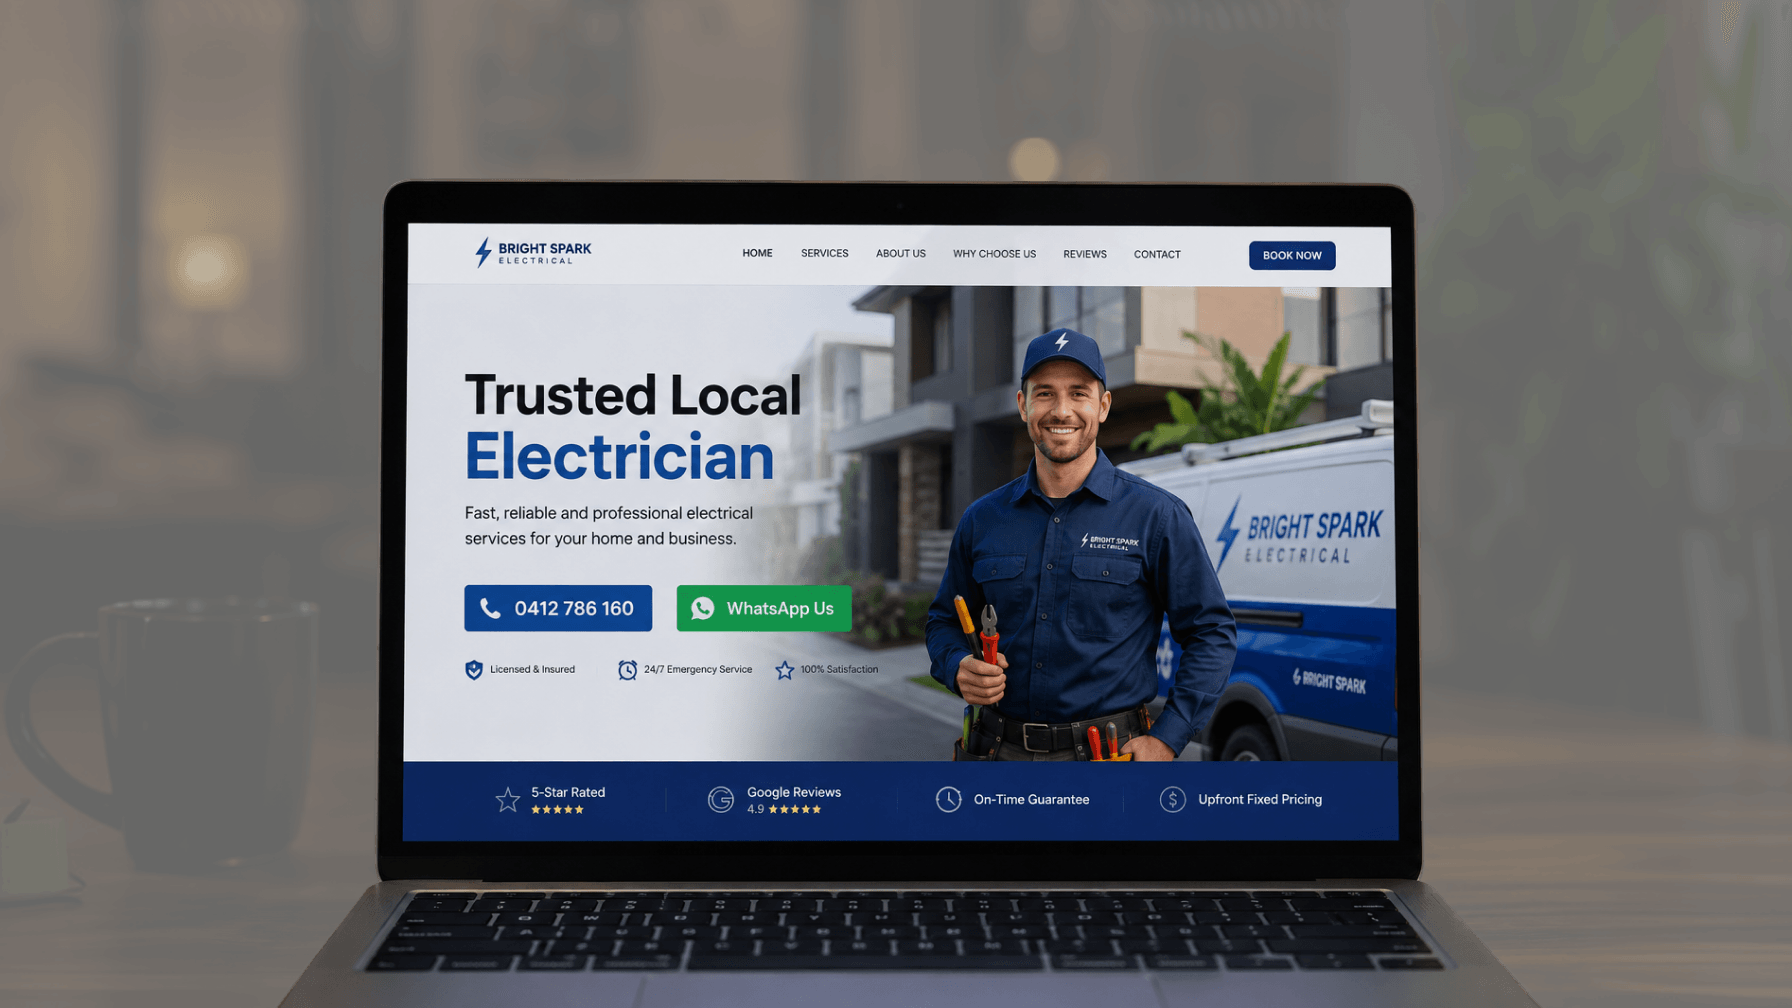 BRIGHT SPARK
ELECTRICAL
HOME SERVICES ABOUT US WHY CHOOSE US REVIEWS CONTACT
BOOK NOW
Trusted Local
Electrician
Fast, reliable and professional electrical
services for your home and business.
0412 786 160
WhatsApp Us
Licensed & Insured
24/7 Emergency Service
100% Satisfaction
BRIGHT SPARK
ELECTRICAL
BRIGHT SPARK
ELECTRICAL
BRIGHT SPARK
5-Star Rated
Google Reviews
4.9
On-Time Guarantee
Upfront Fixed Pricing